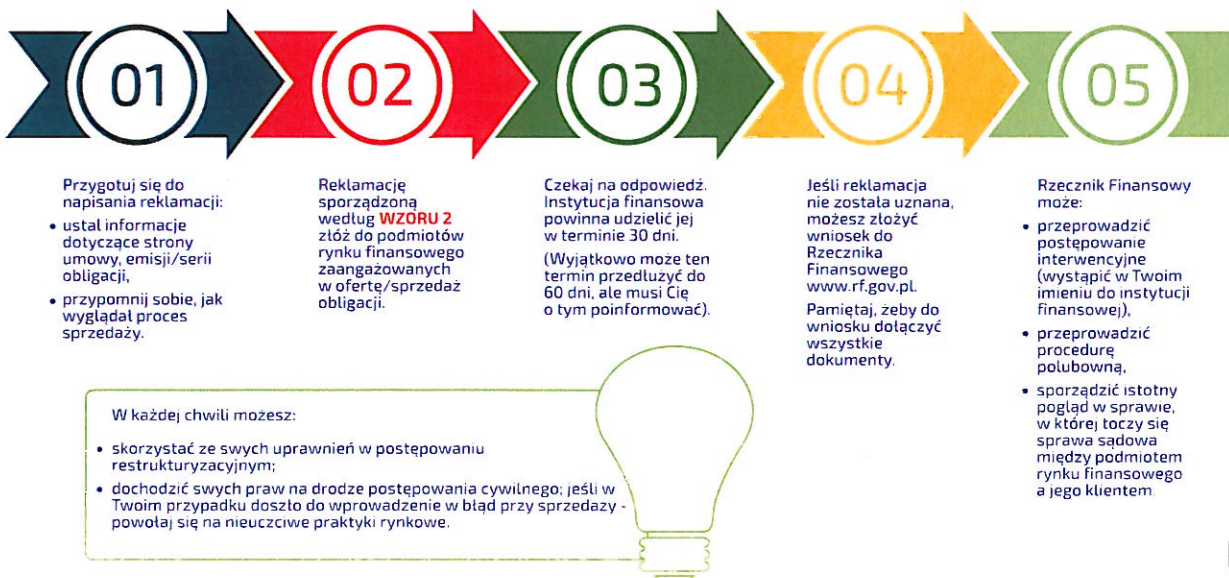 01
02
03
04
05
Przygotuj się do
napisania reklamacji:
• ustal informacje
dotyczące strony
umowy, emisji/serii
obligacji,
• przypomnij sobie, jak
wyglądał proces
sprzedaży.
Reklamację
sporządzoną
według WZORU 2
złóż do podmiotów
rynku finansowego
zaangażowanych
w ofertę/sprzedaż
obligacji.
Czekaj na odpowiedź.
Instytucja finansowa
powinna udzielić jej
w terminie 30 dni.
(Wyjątkowo może ten
termin przedłużyć do
60 dni, ale musi Cię
o tym poinformować).
Jeśli reklamacja
nie została uznana,
możesz złożyć
wniosek do
Rzecznika
Finansowego
www.rf.gov.pl.
Pamiętaj, żeby do
wniosku dołączyć
wszystkie
dokumenty.
Rzecznik Finansowy
może:
• przeprowadzić
postępowanie
interwencyjne
(wystąpić w Twoim
imieniu do instytucji
finansowej),
• przeprowadzić
procedurę
polubowną,
• sporządzić istotny
pogląd w sprawie,
w której toczy się
sprawa sądowa
między podmiotem
rynku finansowego
a jego klientem.
W każdej chwili możesz:
• skorzystać ze swych uprawnień w postępowaniu
restrukturyzacyjnym;
• dochodzić swych praw na drodze postępowania cywilnego; jeśli w
Twoim przypadku doszło do wprowadzenie w błąd przy sprzedaży -
powołaj się na nieuczciwe praktyki rynkowe.